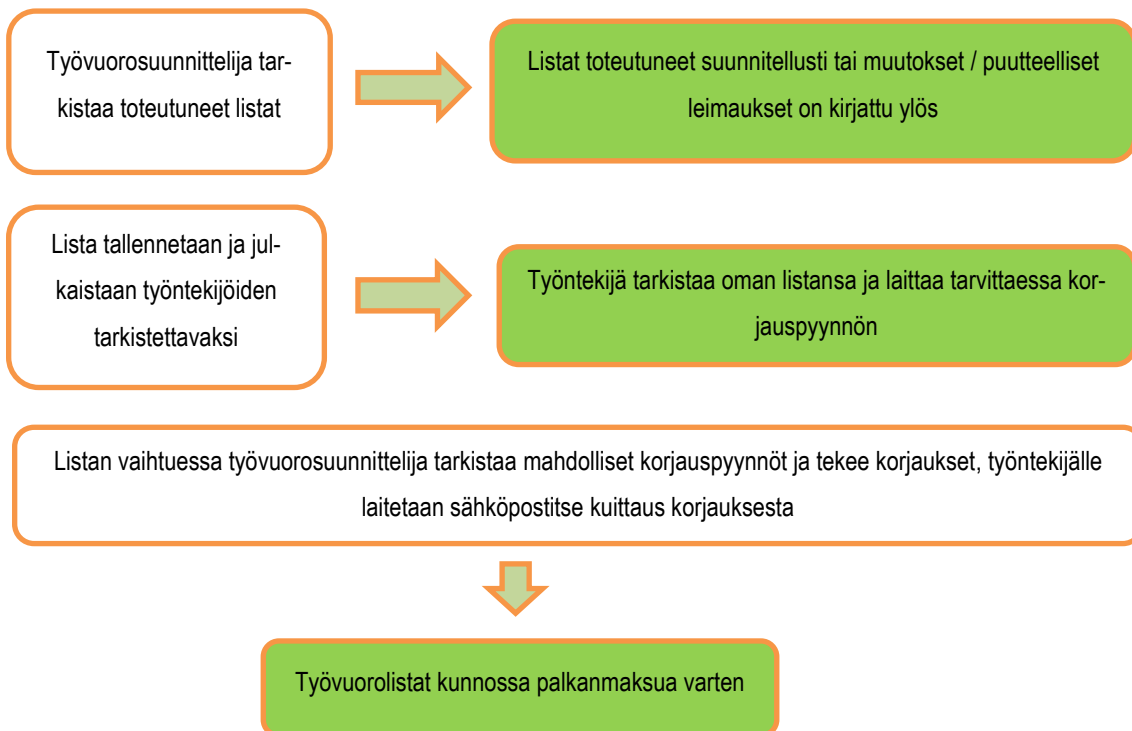 Työvuorosuunnittelija tar-
kistaa toteutuneet listat
Listat toteutuneet suunnitellusti tai muutokset / puutteelliset
leimaukset on kirjattu ylös
Lista tallennetaan ja jul-
kaistaan työntekijöiden
tarkistettavaksi
Työntekijä tarkistaa oman listansa ja laittaa tarvittaessa kor-
jauspyynnön
Listan vaihtuessa työvuorosuunnittelija tarkistaa mahdolliset korjauspyynnöt ja tekee korjaukset, työntekijälle
laitetaan sähköpostitse kuittaus korjauksesta
Työvuorolistat kunnossa palkanmaksua varten